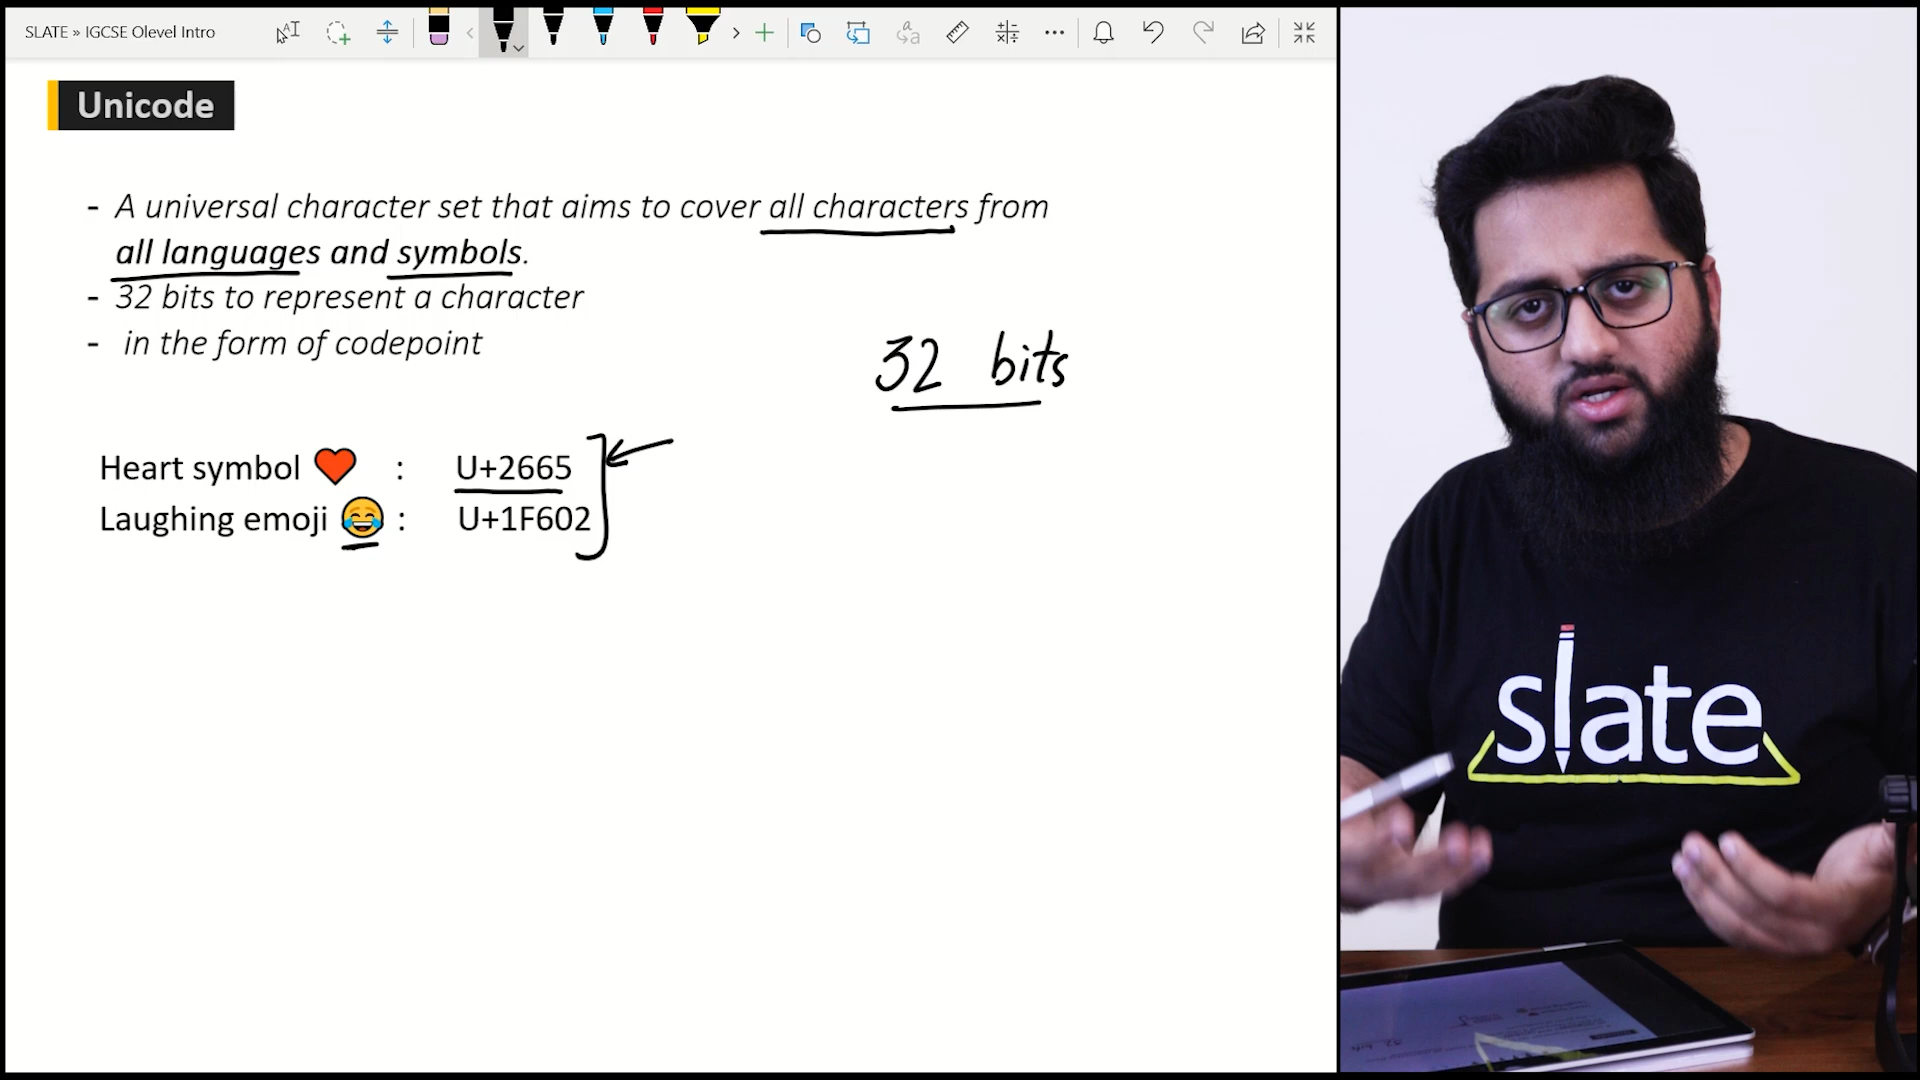 SLATE » IGCSE Olevel Intro
Unicode
- A universal character set that aims to cover all characters from
all languages and symbols.
- 32 bits to represent a character
- in the form of codepoint
32 bits
Heart symbol ❤ : U+2665
Laughing emoji 😂 : U+1F602
slate